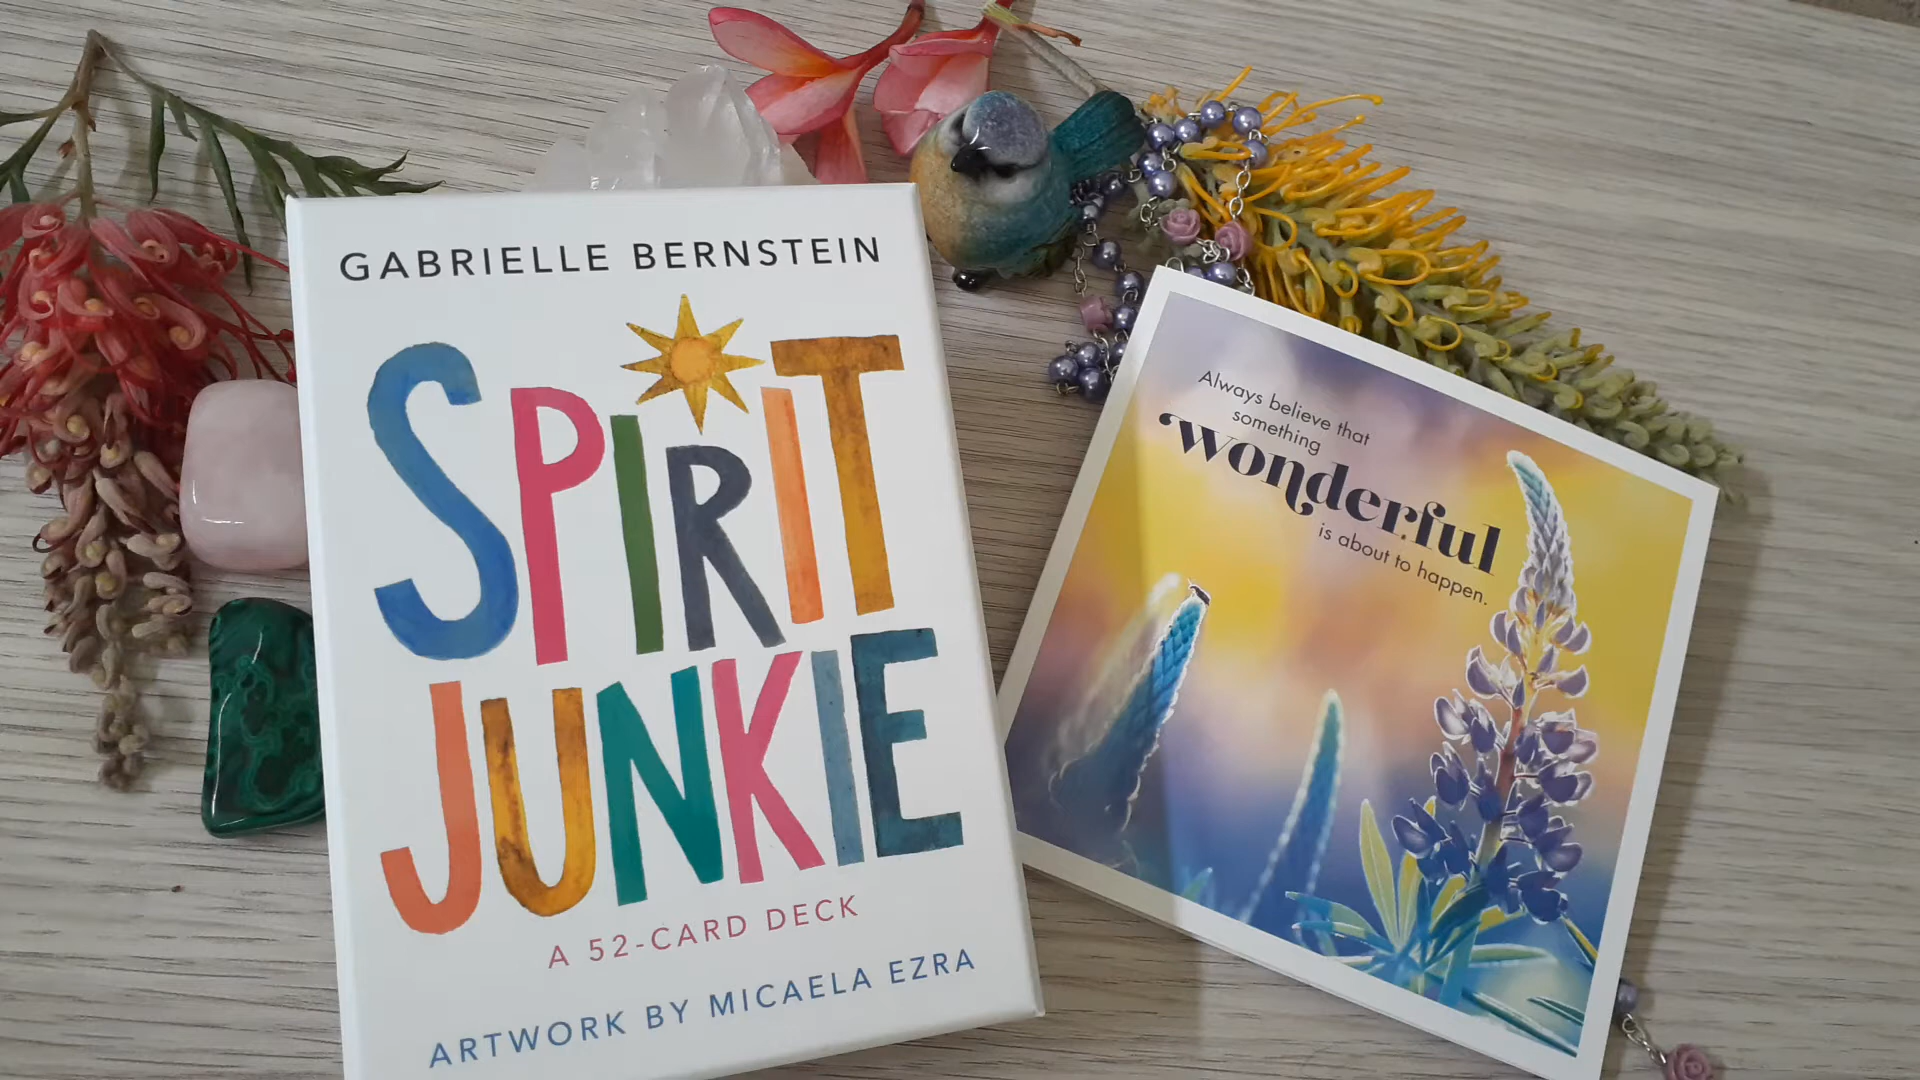 GABRIELLE BERNSTEIN
SPIRIT
JUNKIE
A 52-CARD DECK
ARTWORK BY MICAELA EZRA
Always believe that
something
wonderful
is about to happen.